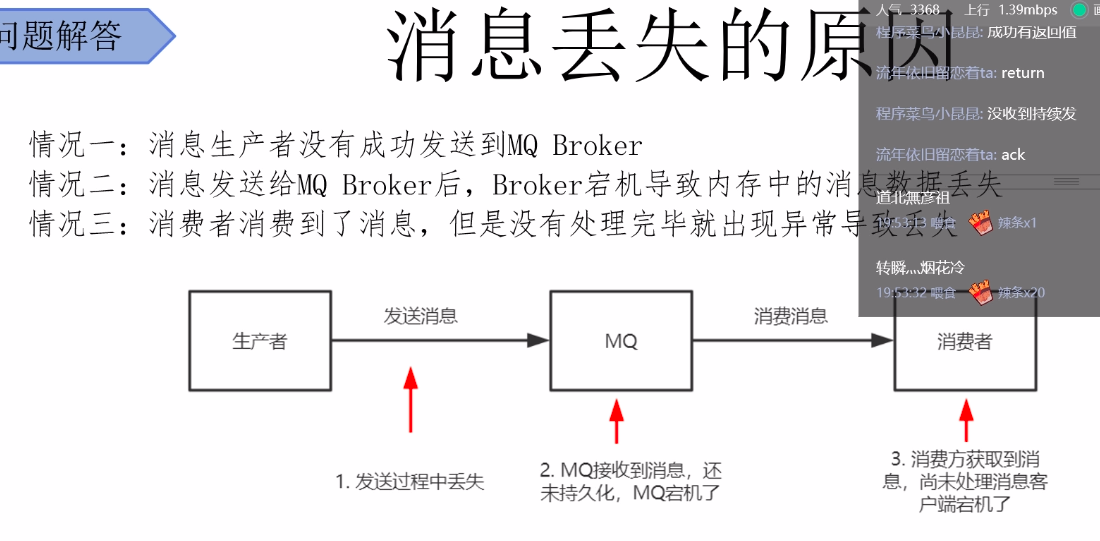 问题解答
消息丢失的原因
情况一：消息生产者没有成功发送到MQ Broker
情况二：消息发送给MQ Broker后，Broker宕机导致内存中的消息数据丢失
情况三：消费者消费到了消息，但是没有处理完毕就出现异常导致丢失
人气 3368 上行 1.39mbps
程序菜鸟小昆昆: 成功有返回值
流年依旧留恋着ta: return
程序菜鸟小昆昆: 没收到持续发
流年依旧留恋着ta: ack
道北無彦祖
19:53:13 喂食 辣条x1
转瞬灬烟花冷
19:53:32 喂食 辣条x20
生产者
发送消息
MQ
消费消息
消费者
1. 发送过程中丢失
2. MQ接收到消息，还
未持久化，MQ宕机了
3. 消费方获取到消
息，尚未处理消息客
户端宕机了